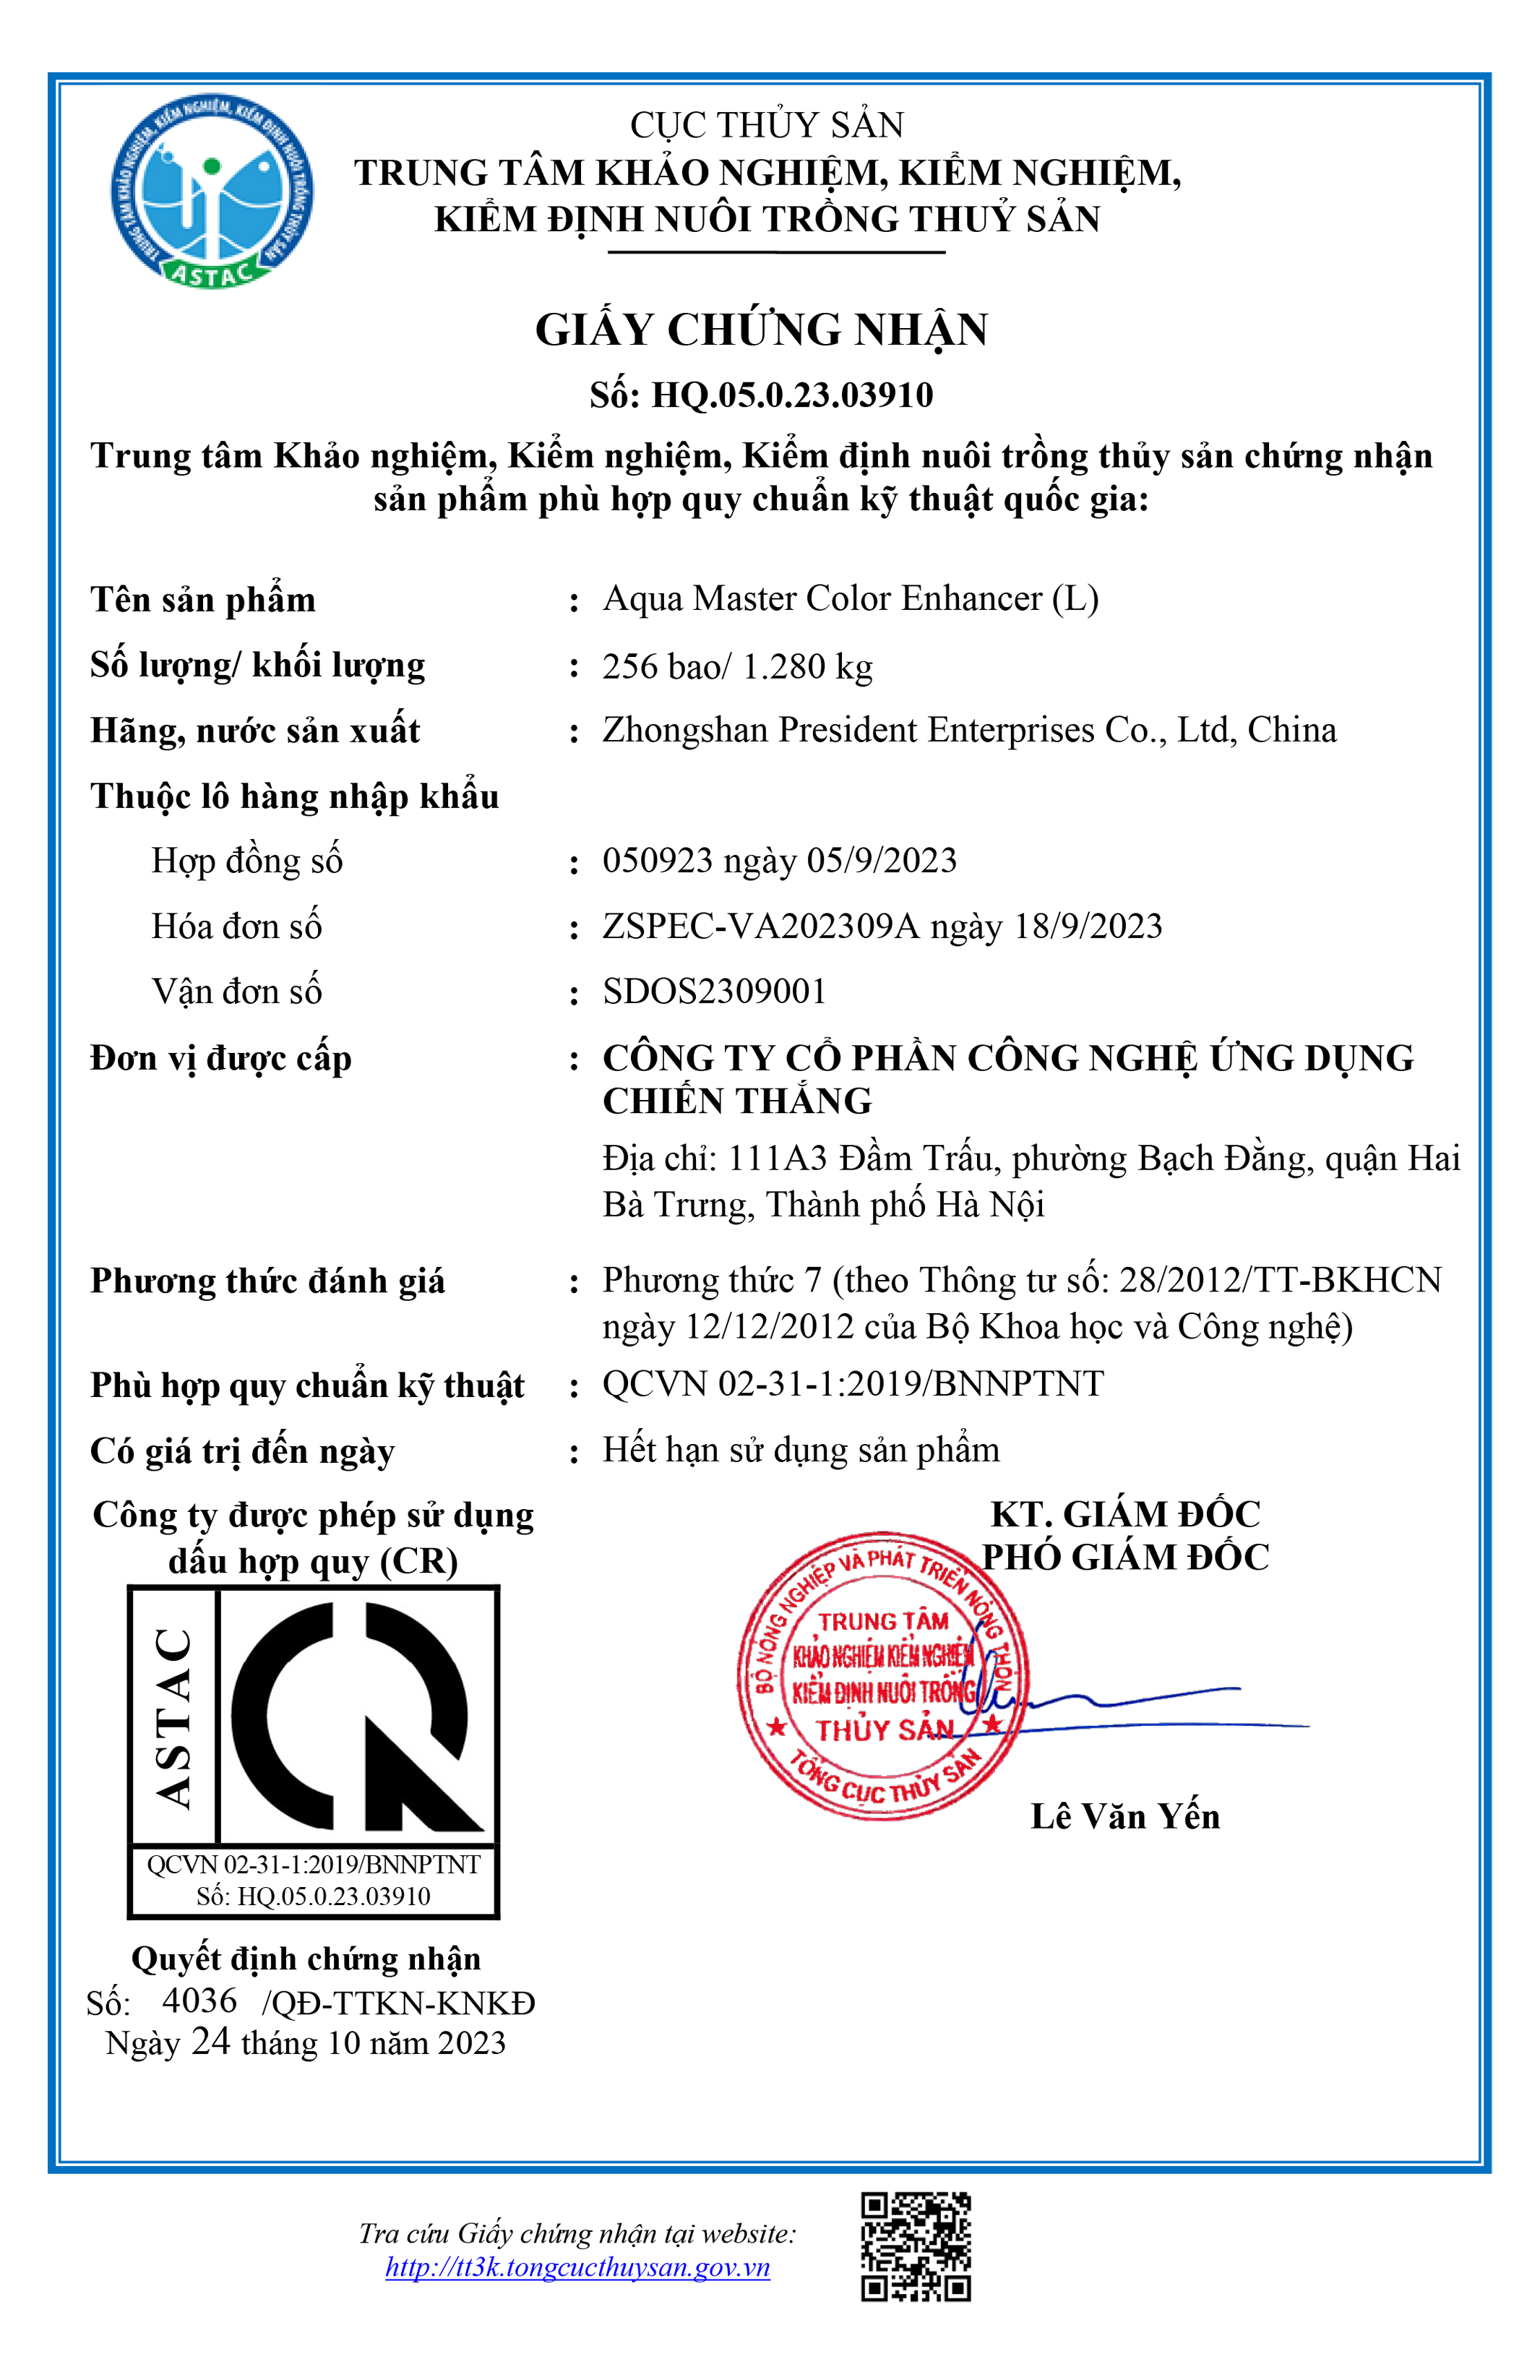 TRUNG TÂM KHẢO NGHIỆM, KIỂM NGHIỆM, KIỂM ĐỊNH NUÔI TRỒNG THỦY SẢN
ASTAC
CỤC THỦY SẢN
TRUNG TÂM KHẢO NGHIỆM, KIỂM NGHIỆM,
KIỂM ĐỊNH NUÔI TRỒNG THUỶ SẢN
GIẤY CHỨNG NHẬN
Số: HQ.05.0.23.03910
Trung tâm Khảo nghiệm, Kiểm nghiệm, Kiểm định nuôi trồng thủy sản chứng nhận
sản phẩm phù hợp quy chuẩn kỹ thuật quốc gia:
Tên sản phẩm : Aqua Master Color Enhancer (L)
Số lượng/ khối lượng : 256 bao/ 1.280 kg
Hãng, nước sản xuất : Zhongshan President Enterprises Co., Ltd, China
Thuộc lô hàng nhập khẩu
Hợp đồng số : 050923 ngày 05/9/2023
Hóa đơn số : ZSPEC-VA202309A ngày 18/9/2023
Vận đơn số : SDOS2309001
Đơn vị được cấp : CÔNG TY CỔ PHẦN CÔNG NGHỆ ỨNG DỤNG
CHIẾN THẮNG
Địa chỉ: 111A3 Đầm Trấu, phường Bạch Đằng, quận Hai
Bà Trưng, Thành phố Hà Nội
Phương thức đánh giá : Phương thức 7 (theo Thông tư số: 28/2012/TT-BKHCN
ngày 12/12/2012 của Bộ Khoa học và Công nghệ)
Phù hợp quy chuẩn kỹ thuật : QCVN 02-31-1:2019/BNNPTNT
Có giá trị đến ngày : Hết hạn sử dụng sản phẩm
Công ty được phép sử dụng
dấu hợp quy (CR)
ASTAC
QCVN 02-31-1:2019/BNNPTNT
Số: HQ.05.0.23.03910
Quyết định chứng nhận
Số: 4036 /QĐ-TTKN-KNKĐ
Ngày 24 tháng 10 năm 2023
KT. GIÁM ĐỐC
PHÓ GIÁM ĐỐC
BỘ NÔNG NGHIỆP VÀ PHÁT TRIỂN NÔNG THÔN
TRUNG TÂM
KHẢO NGHIỆM KIỂM NGHIỆM
KIỂM ĐỊNH NUÔI TRỒNG
THỦY SẢN
TỔNG CỤC THỦY SẢN
Lê Văn Yến
Tra cứu Giấy chứng nhận tại website:
http://tt3k.tongcucthuysan.gov.vn